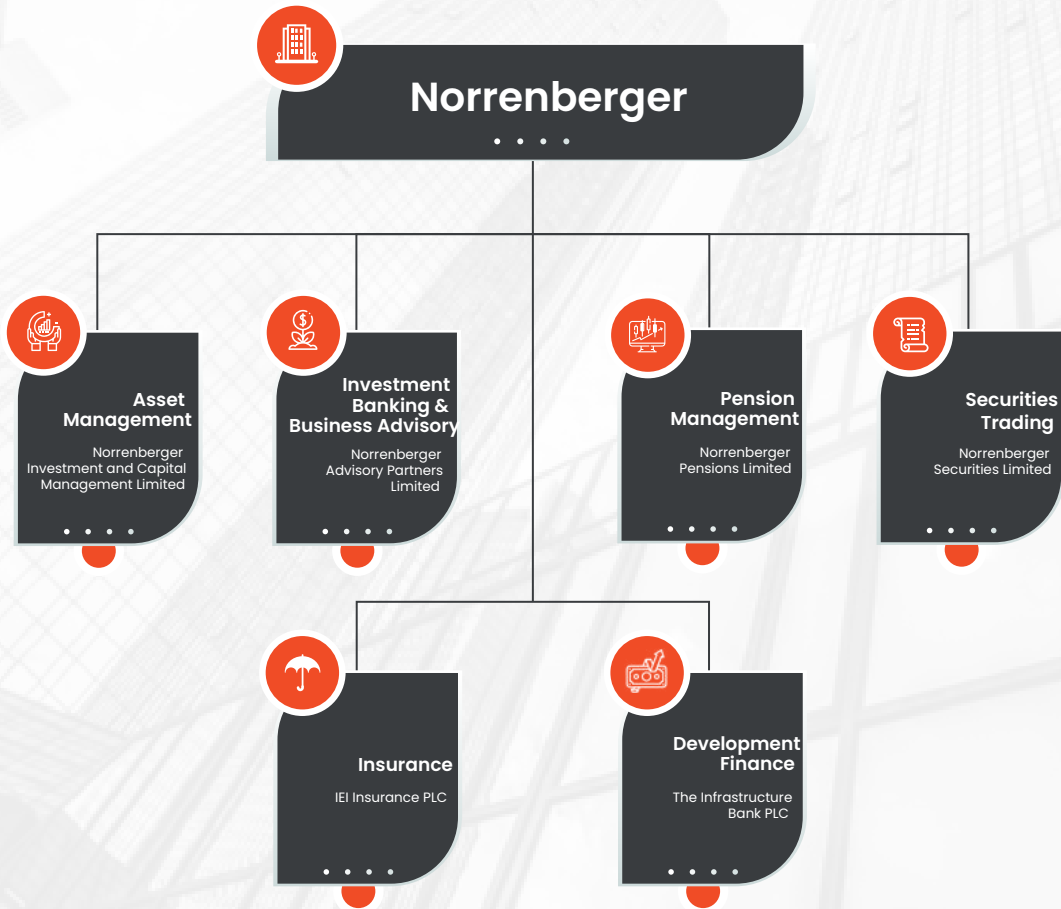 Norrenberger
Asset
Management
Norrenberger
Investment and Capital
Management Limited
Investment
Banking &
Business Advisory
Norrenberger
Advisory Partners
Limited
Pension
Management
Norrenberger
Pensions Limited
Securities
Trading
Norrenberger
Securities Limited
Insurance
IEI Insurance PLC
Development
Finance
The Infrastructure
Bank PLC